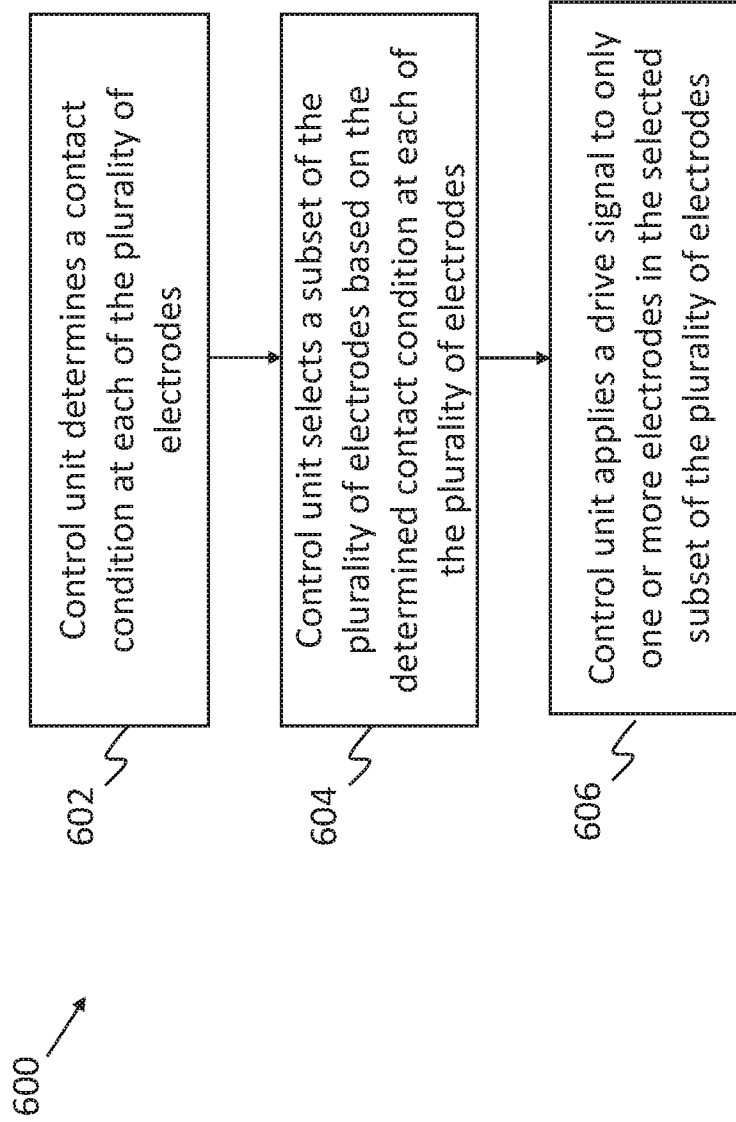 600
602
Control unit determines a contact
condition at each of the plurality of
electrodes
604
Control unit selects a subset of the
plurality of electrodes based on the
determined contact condition at each of
the plurality of electrodes
606
Control unit applies a drive signal to only
one or more electrodes in the selected
subset of the plurality of electrodes